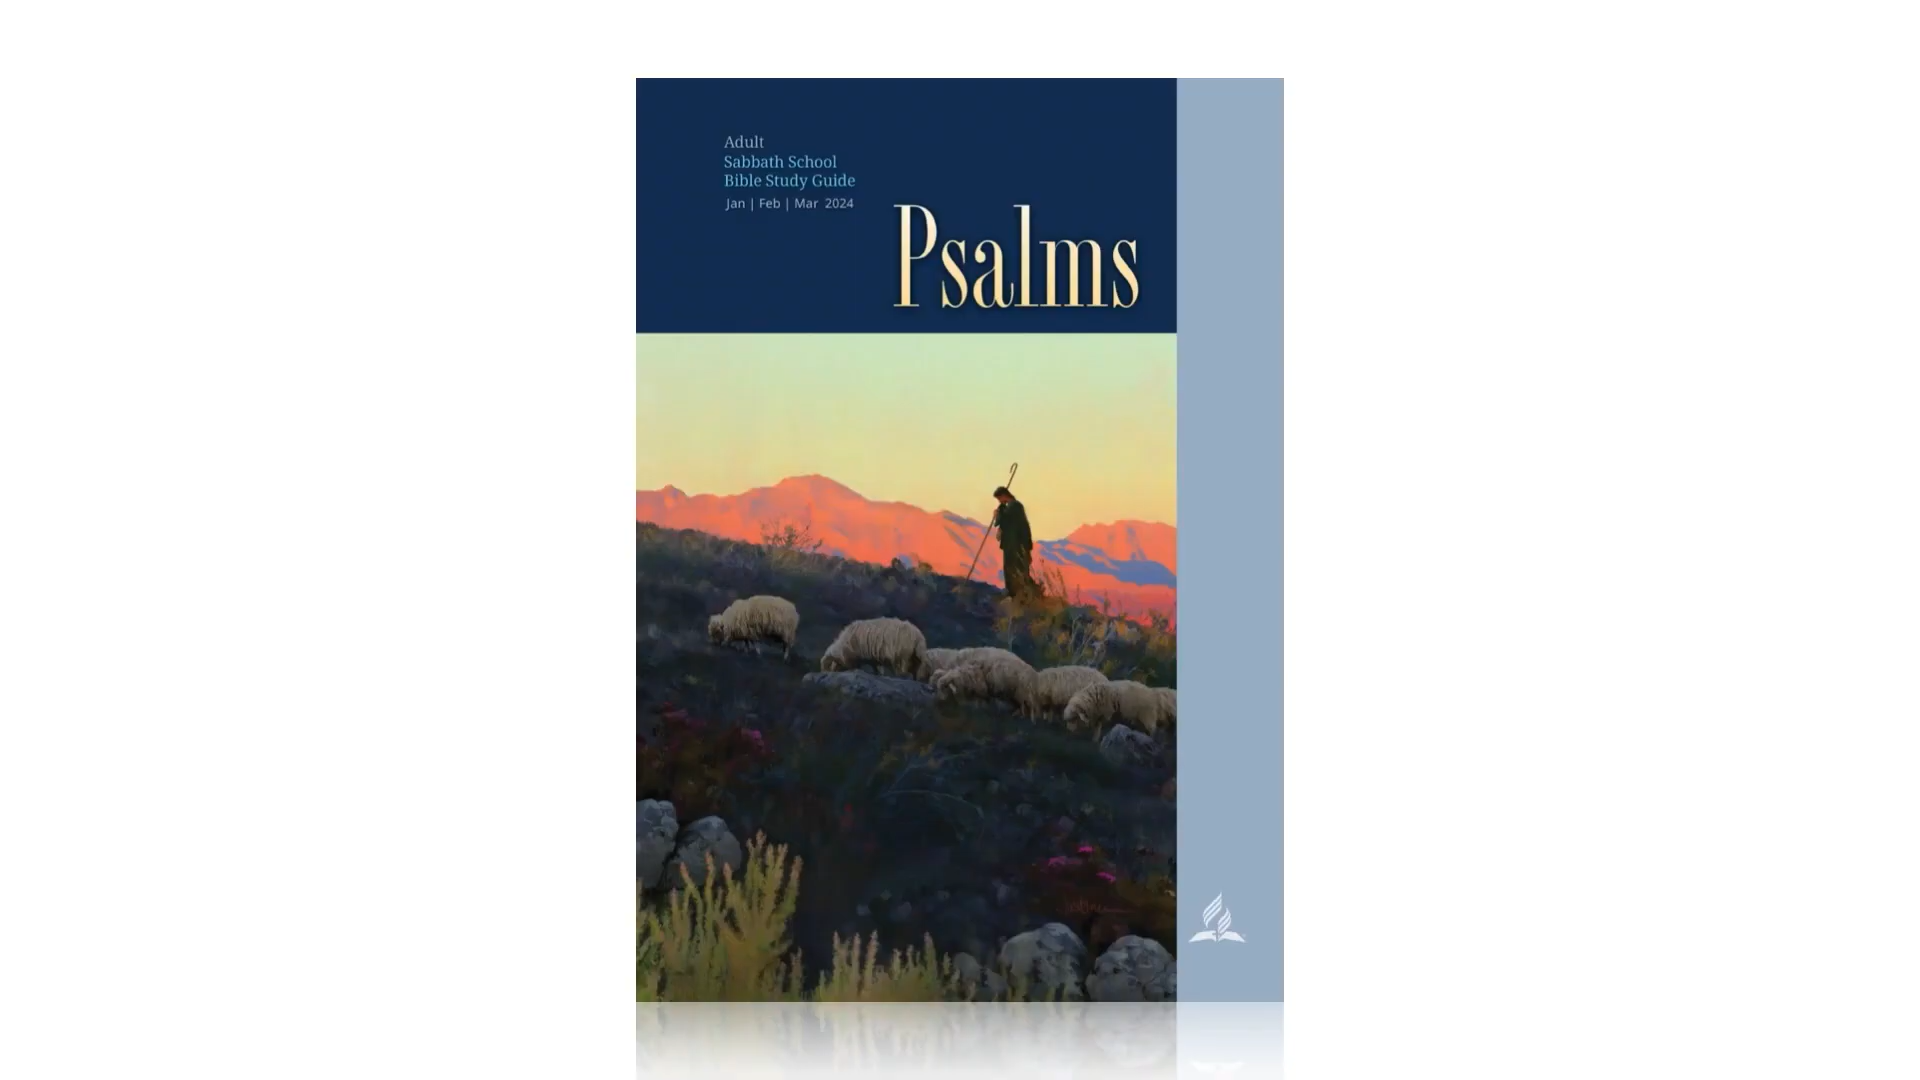 Adult
Sabbath School
Bible Study Guide
Jan | Feb | Mar 2024
Psalms